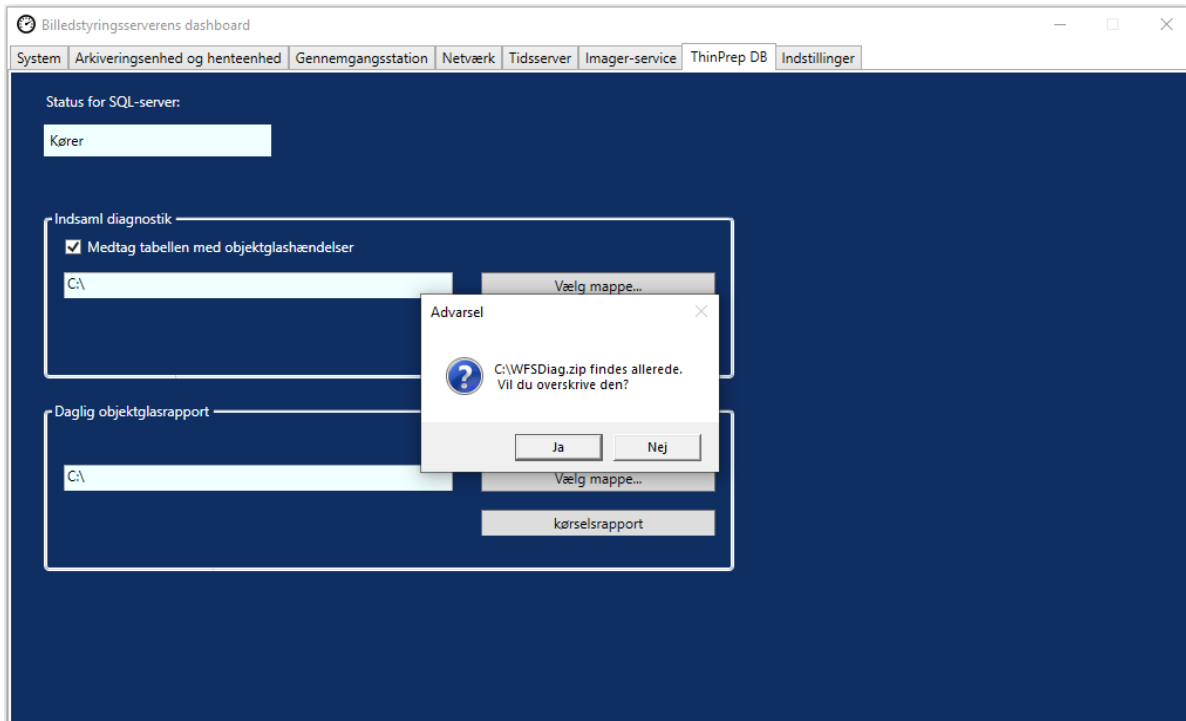 Billedstyringsserverens dashboard
System Arkiveringsenhed og henteenhed Gennemgangsstation Netværk Tidsserver Imager-service ThinPrep DB Indstillinger
Status for SQL-server:
Kører
Indsaml diagnostik
Medtag tabellen med objektglashændelser
C:\ Vælg mappe...
Advarsel
C:\WFSDiag.zip findes allerede.
Vil du overskrive den?
Ja Nej
Daglig objektglasrapport
C:\ Vælg mappe...
kørselsrapport